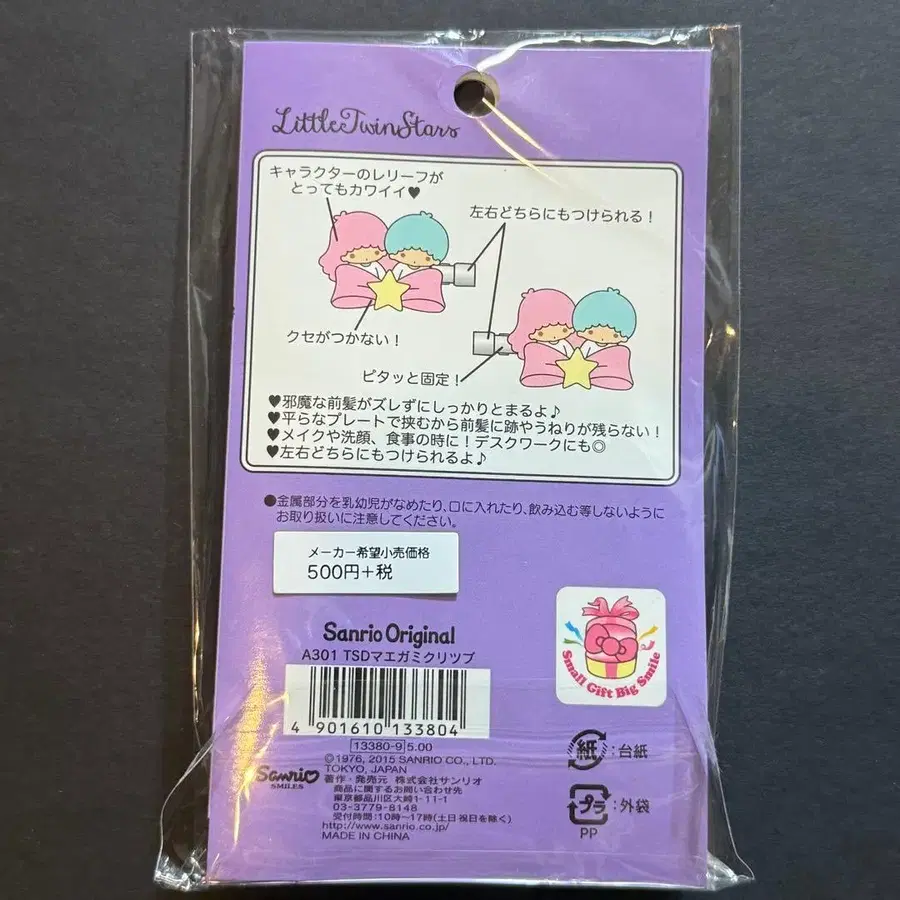 LittleTwinStars
キャラクターのレリーフが
とってもカワイイ♥
左右どちらにもつけられる!
クセがつかない!
ピタッと固定!
♥邪魔な前髪がズレずにしっかりとまるよ♪
♥平らなプレートで挟むから前髪に跡やうねりが残らない!
♥メイクや洗顔、食事の時に!デスクワークにも◎
♥左右どちらにもつけられるよ♪
●金属部分を乳幼児がなめたり、口に入れたり、飲み込む等しないように
お取り扱いに注意してください。
メーカー希望小売価格
500円+税
Sanrio Original
A301 TSDマエガミクリツプ
4 901610 133804
13380-9 5.00
©1976, 2015 SANRIO CO., LTD.
TOKYO, JAPAN
著作・発売元 株式会社サンリオ
商品に関するお問い合わせ先
東京都品川区大崎1-11-1
03-3779-8148
受付時間:10時〜17時(土日祝日を除く)
http://www.sanrio.co.jp/
MADE IN CHINA
Sanrio
SMILES
Small Gift Big Smile
紙:台紙
プラ:外袋
PP